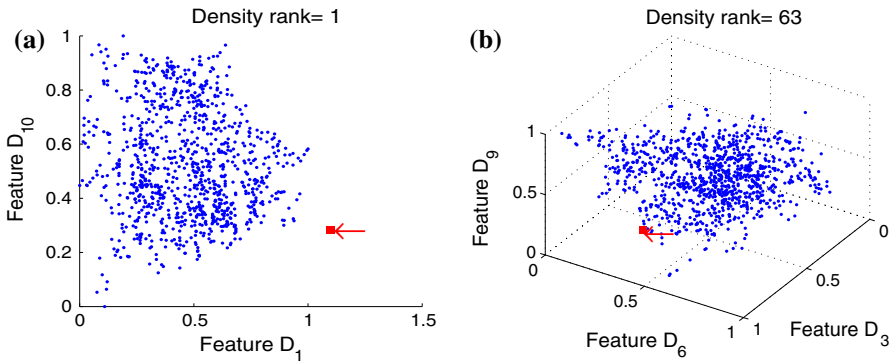 (a)
Density rank= 1
Feature D10
1
0.8
0.6
0.4
0.2
0
0
0.5
1
1.5
Feature D1
(b)
Density rank= 63
Feature D9
1
0.5
0
0
0.5
1
Feature D6
1
0.5
0
Feature D3